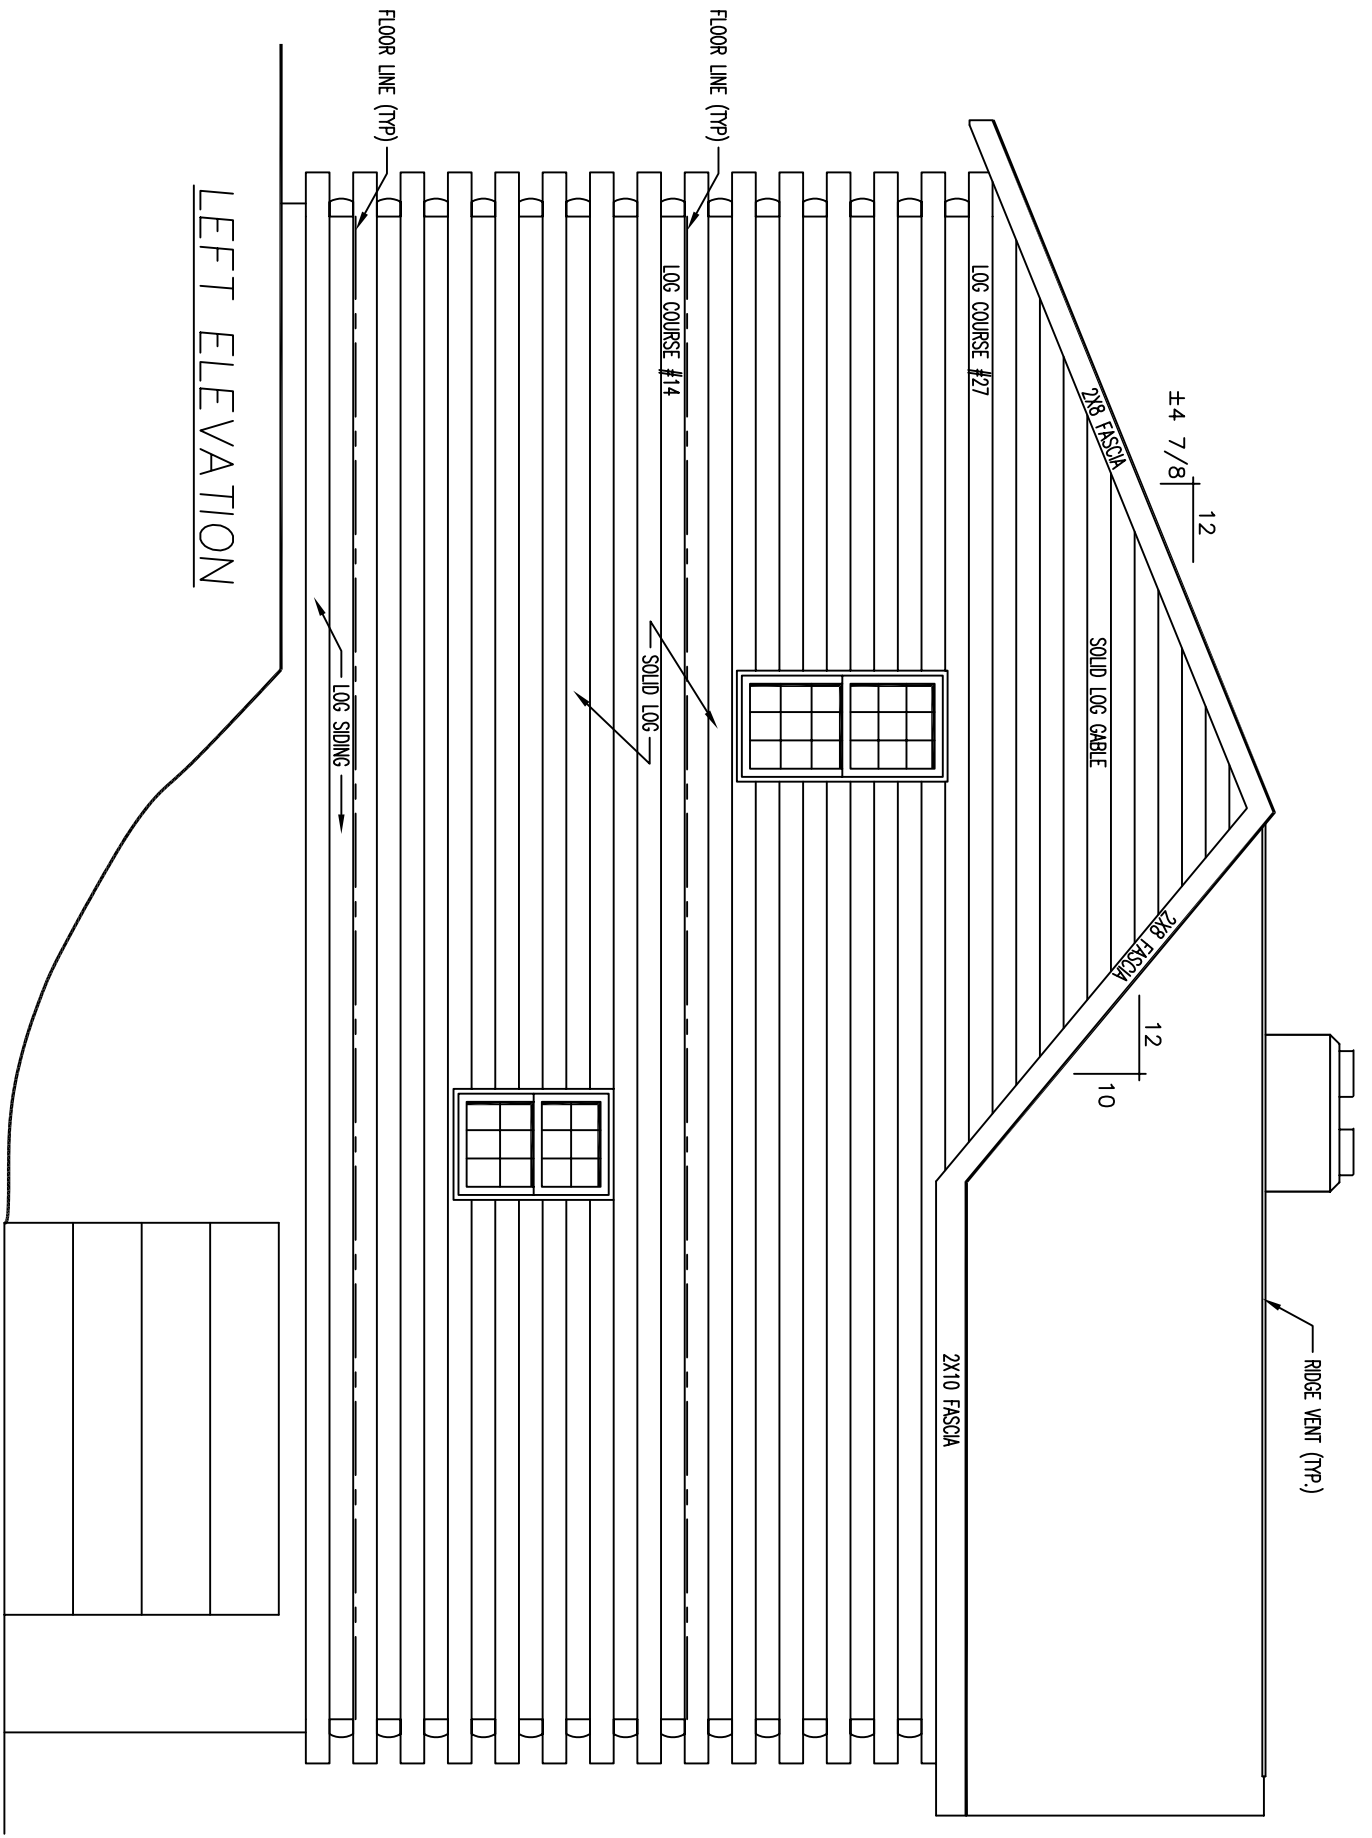 RIDGE VENT (TYP.)
12
±4 7/8
12
10
2X8 FASCIA
2X8 FASCIA
SOLID LOG GABLE
LOG COURSE #27
2X10 FASCIA
FLOOR LINE (TYP)
LOG COURSE #14
SOLID LOG
FLOOR LINE (TYP)
LOG SIDING
LEFT ELEVATION